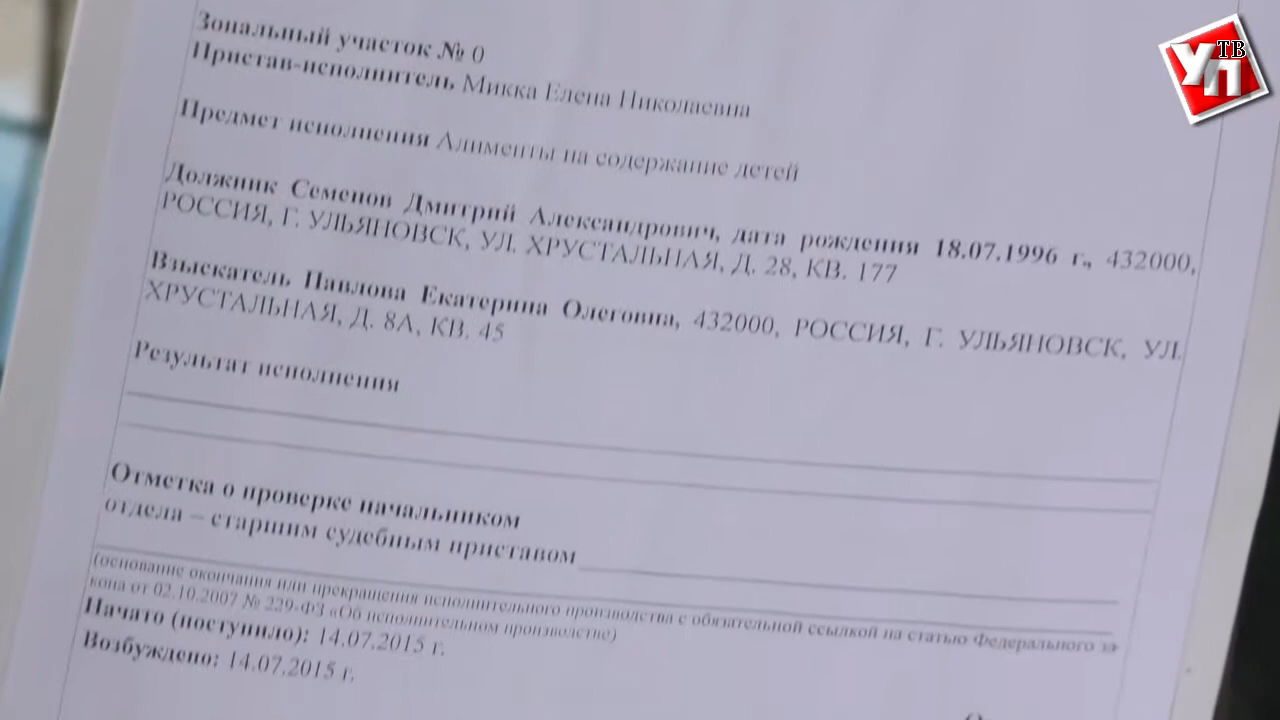 УП ТВ
Зональный участок № 0
Пристав-исполнитель Микка Елена Николаевна
Предмет исполнения Алименты на содержание детей
Должник Семенов Дмитрий Александрович, дата рождения 18.07.1996 г., 432000,
РОССИЯ, Г. УЛЬЯНОВСК, УЛ. ХРУСТАЛЬНАЯ, Д. 28, КВ. 177
Взыскатель Павлова Екатерина Олеговна, 432000, РОССИЯ, Г. УЛЬЯНОВСК, УЛ.
ХРУСТАЛЬНАЯ, Д. 8А, КВ. 45
Результат исполнения
Отметка о проверке начальником
отдела – старшим судебным приставом
(основание окончания или прекращения исполнительного производства с обязательной ссылкой на статью Федерального за-
кона от 02.10.2007 № 229-ФЗ «Об исполнительном производстве)
Начато (поступило): 14.07.2015 г.
Возбуждено: 14.07.2015 г.